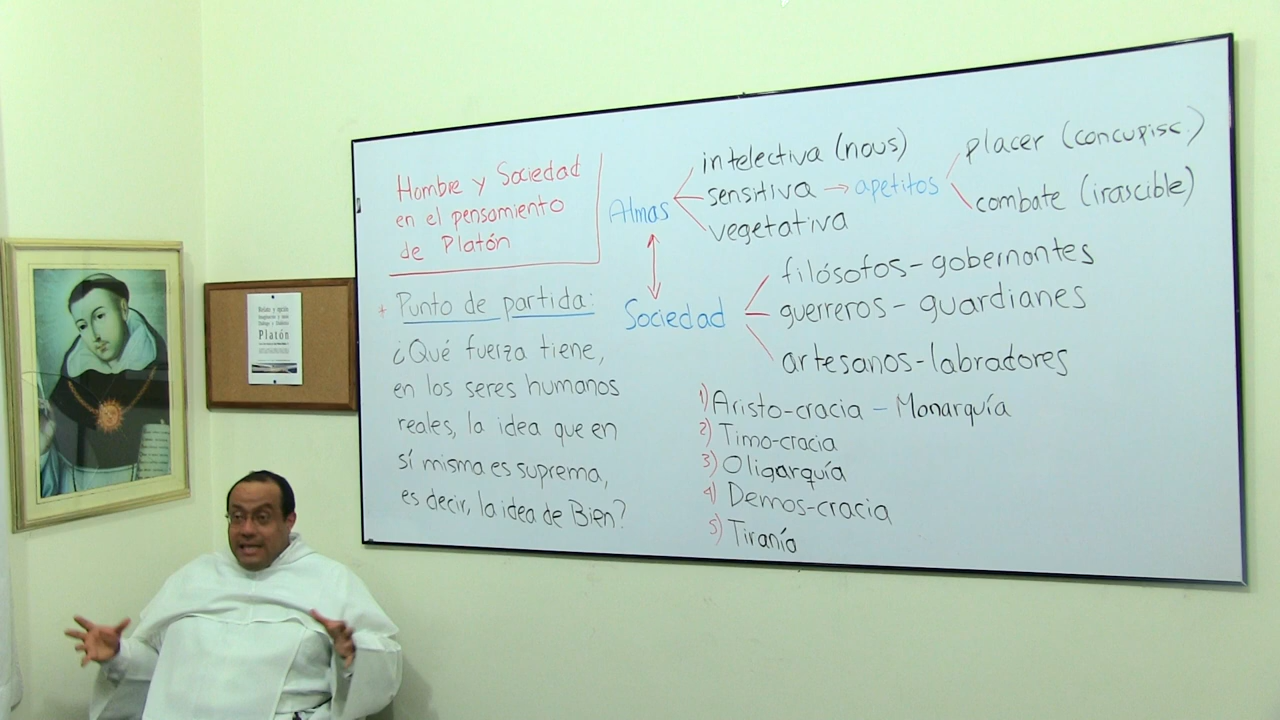 Hombre y Sociedad
en el pensamiento
de Platón
+ Punto de partida:
¿Qué fuerza tiene,
en los seres humanos
reales, la idea que en
sí misma es suprema,
es decir, la idea de Bien?
Almas
intelectiva (nous)
sensitiva → apetitos
vegetativa
placer (concupisc.)
combate (irascible)
Sociedad
filósofos - gobernantes
guerreros - guardianes
artesanos - labradores
1) Aristo-cracia - Monarquía
2) Timo-cracia
3) Oligarquía
4) Demos-cracia
5) Tiranía
Platón